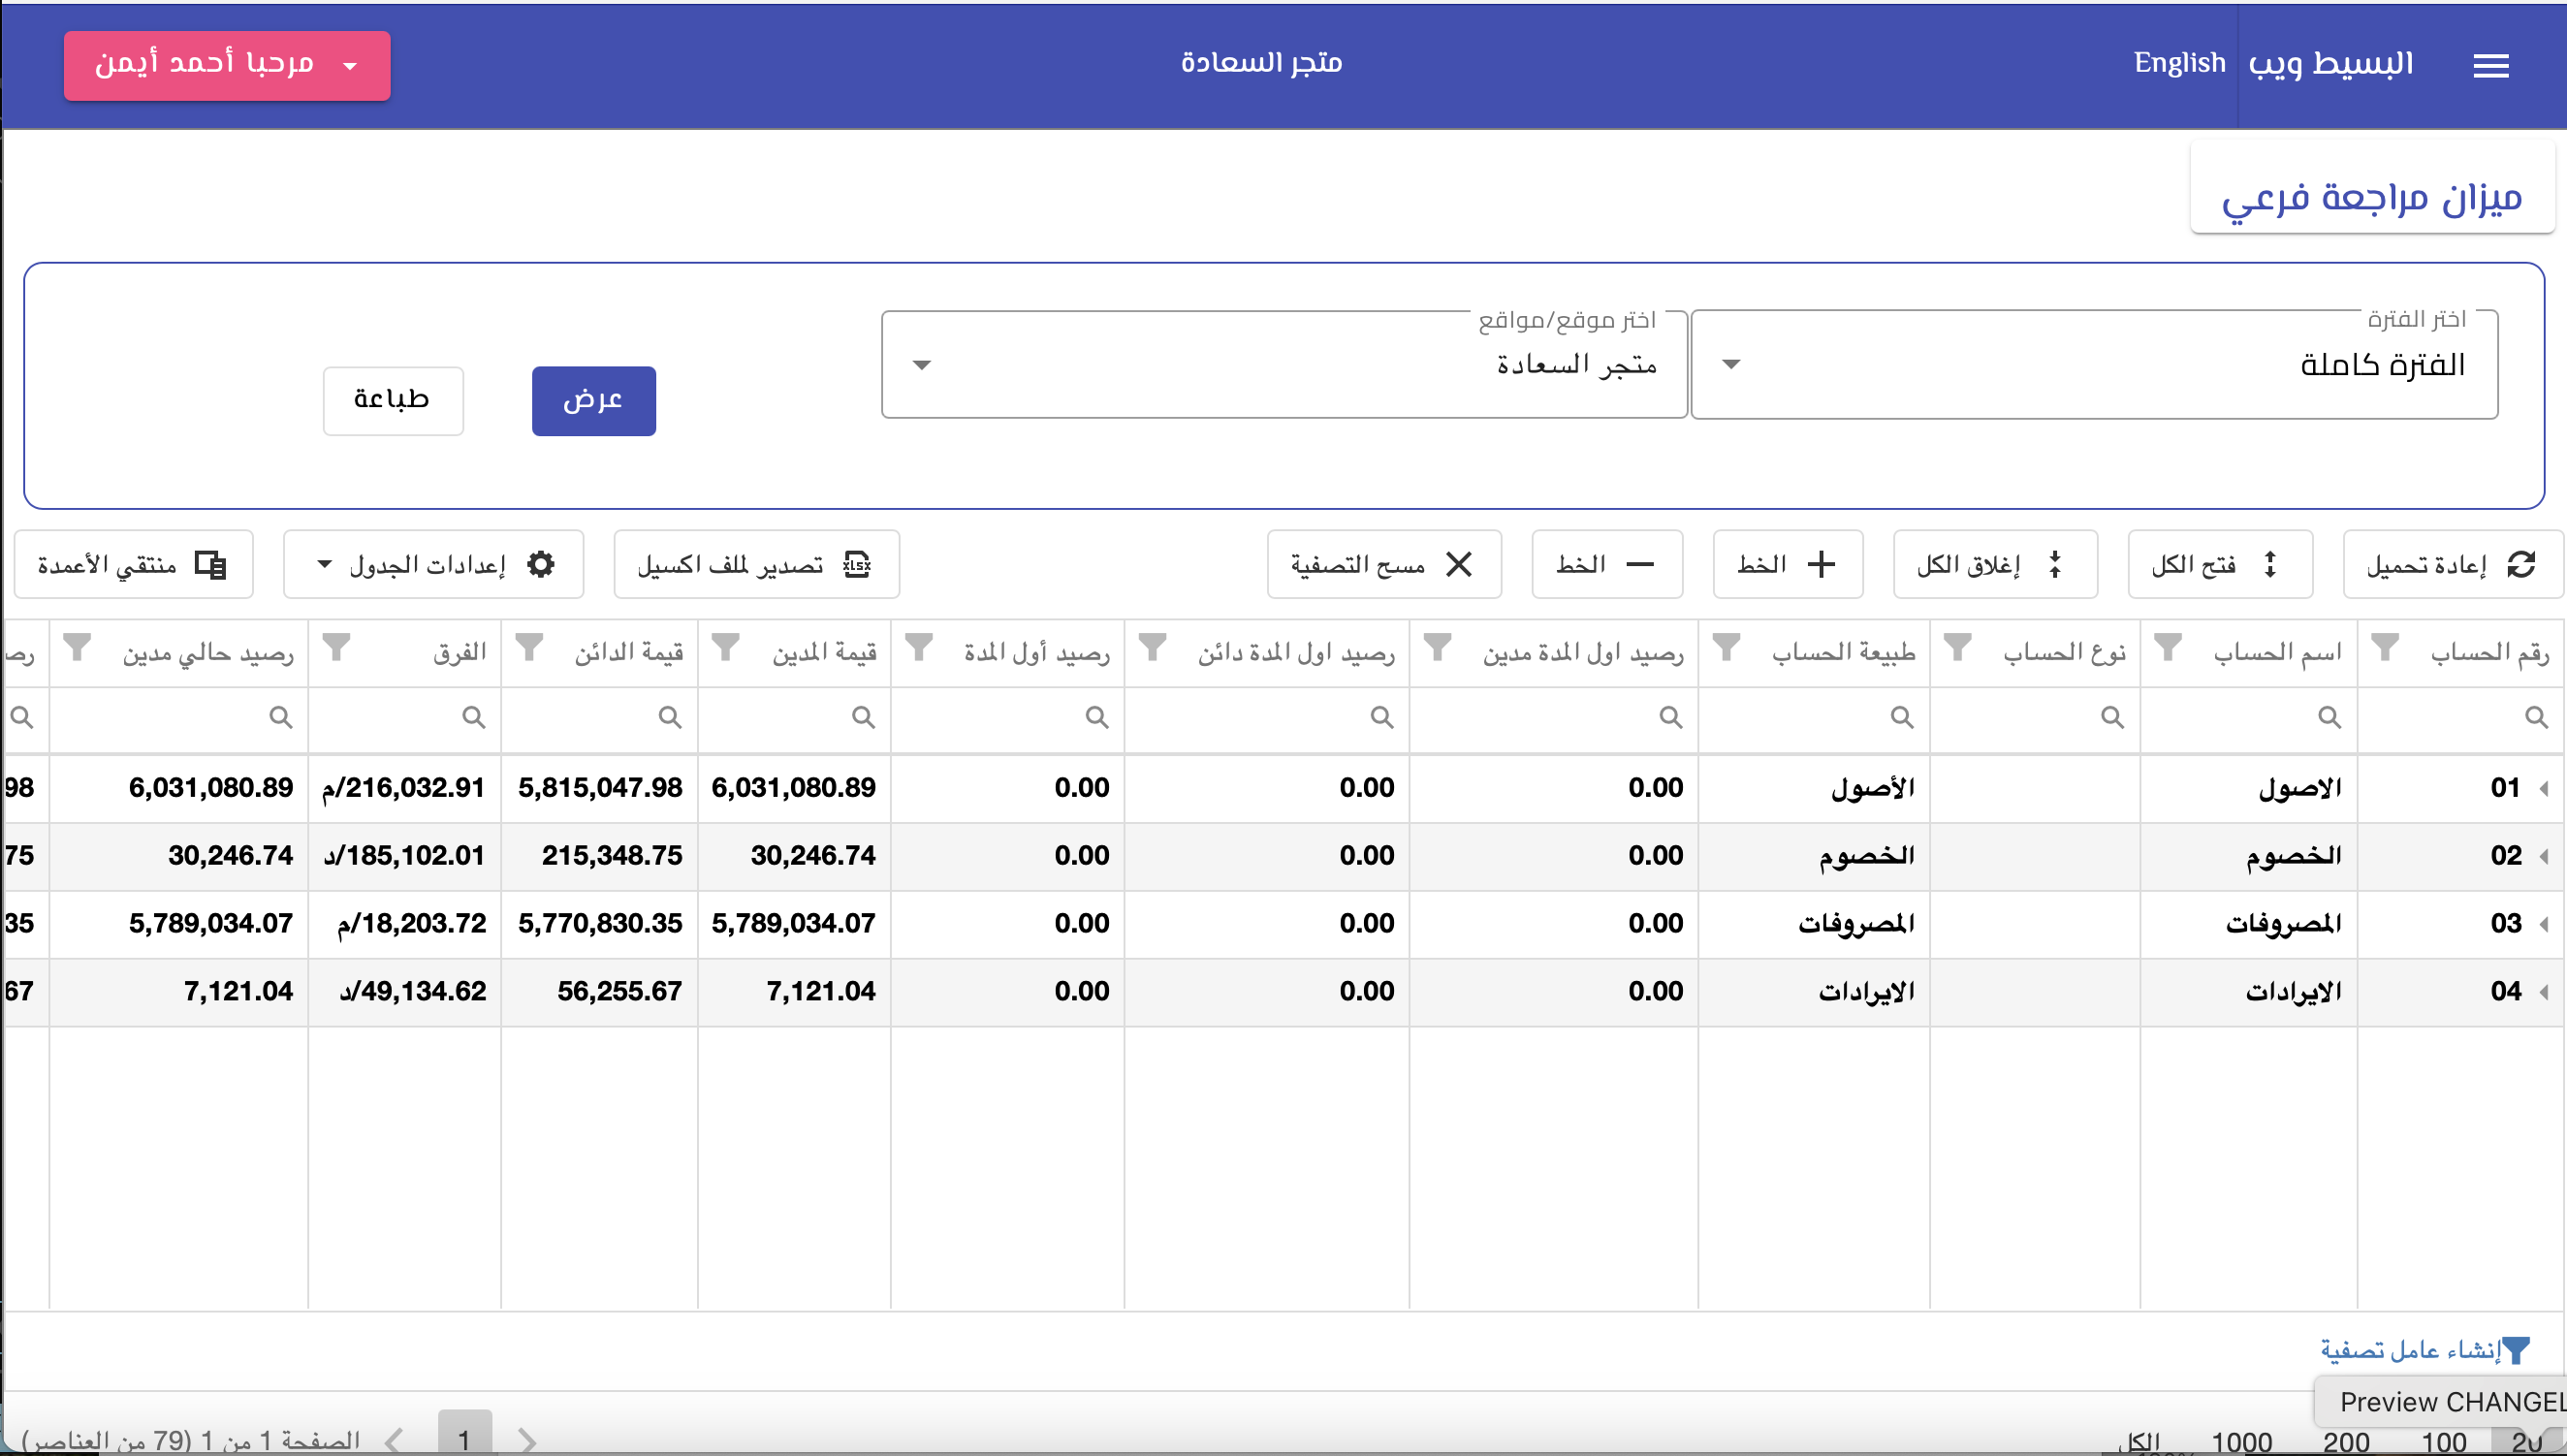 البسيط ويب English متجر السعادة مرحبا أحمد أيمن
ميزان مراجعة فرعي
اختر الفترة اختر موقع/مواقع
الفترة كاملة متجر السعادة
عرض طباعة
إعادة تحميل فتح الكل إغلاق الكل الخط الخط مسح التصفية xlsx تصدير لملف اكسيل إعدادات الجدول منتقي الأعمدة
رقم الحساب اسم الحساب نوع الحساب طبيعة الحساب رصيد اول المدة مدين رصيد اول المدة دائن رصيد أول المدة قيمة المدين قيمة الدائن الفرق رصيد حالي مدين رص
01 الاصول الأصول 0.00 0.00 0.00 6,031,080.89 5,815,047.98 216,032.91/م 6,031,080.89 98
02 الخصوم الخصوم 0.00 0.00 0.00 30,246.74 215,348.75 185,102.01/د 30,246.74 75
03 المصروفات المصروفات 0.00 0.00 0.00 5,789,034.07 5,770,830.35 18,203.72/م 5,789,034.07 35
04 الايرادات الايرادات 0.00 0.00 0.00 7,121.04 56,255.67 49,134.62/د 7,121.04 67
إنشاء عامل تصفية
Preview CHANGEL
20 100 200 1000 الكل 1 الصفحة 1 من 1 (79 من العناصر)